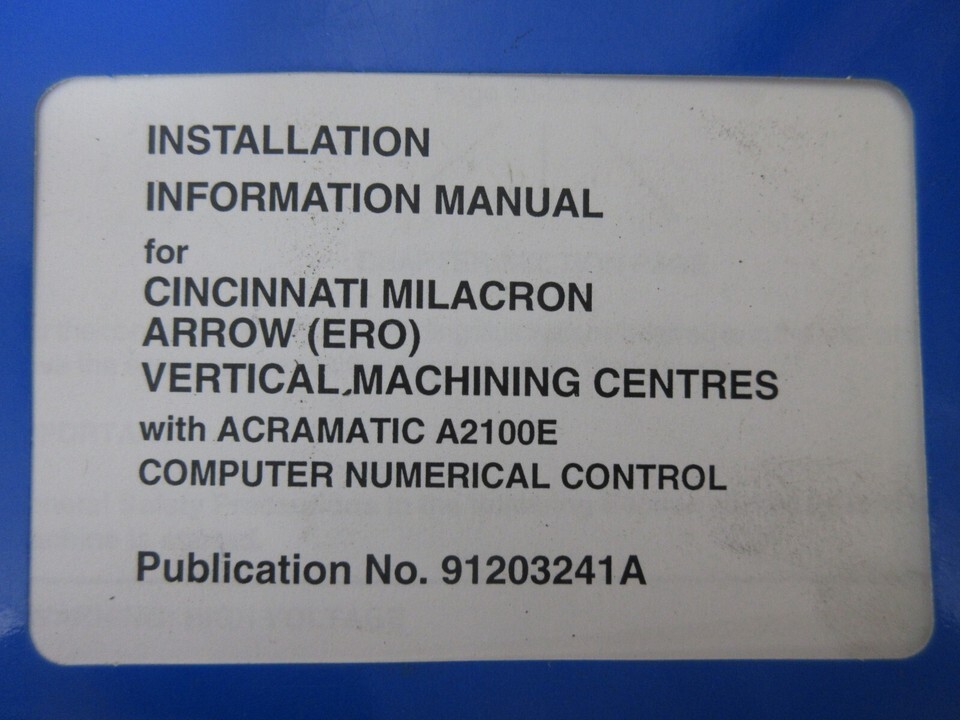 INSTALLATION
INFORMATION MANUAL
for
CINCINNATI MILACRON
ARROW (ERO)
VERTICAL MACHINING CENTRES
with ACRAMATIC A2100E
COMPUTER NUMERICAL CONTROL
Publication No. 91203241A